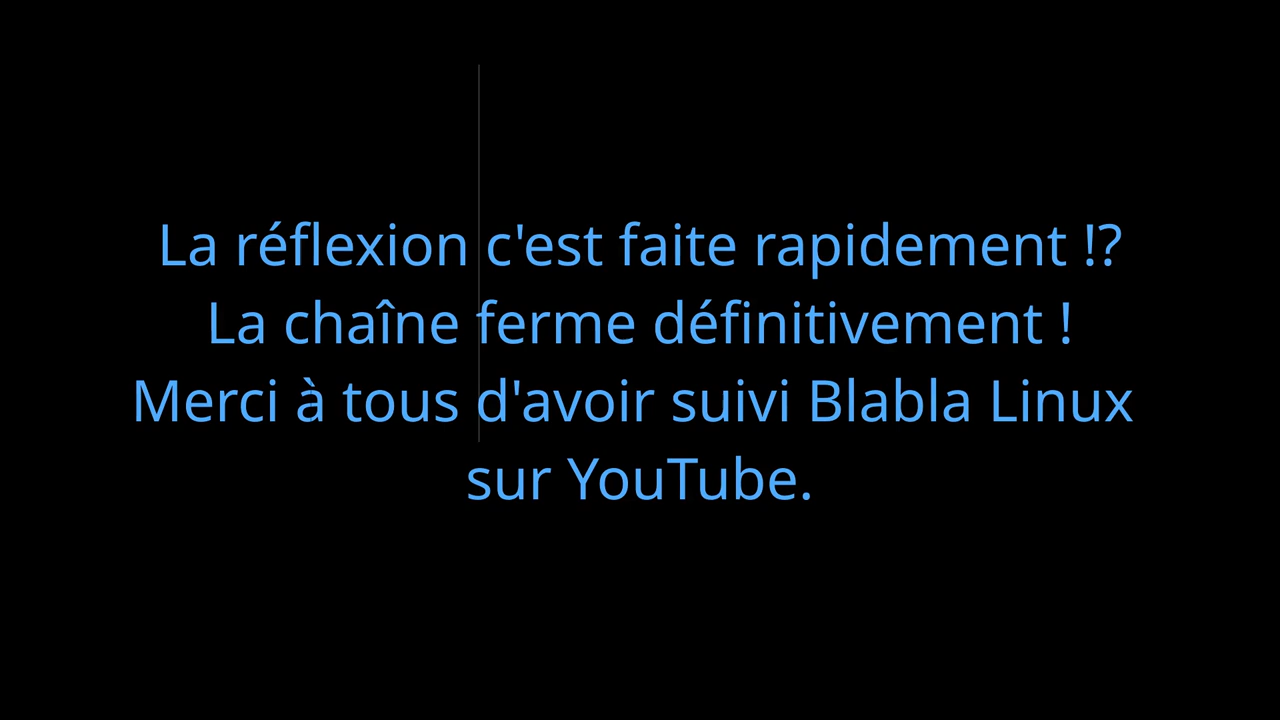 La réflexion c'est faite rapidement !?
La chaîne ferme définitivement !
Merci à tous d'avoir suivi Blabla Linux
sur YouTube.